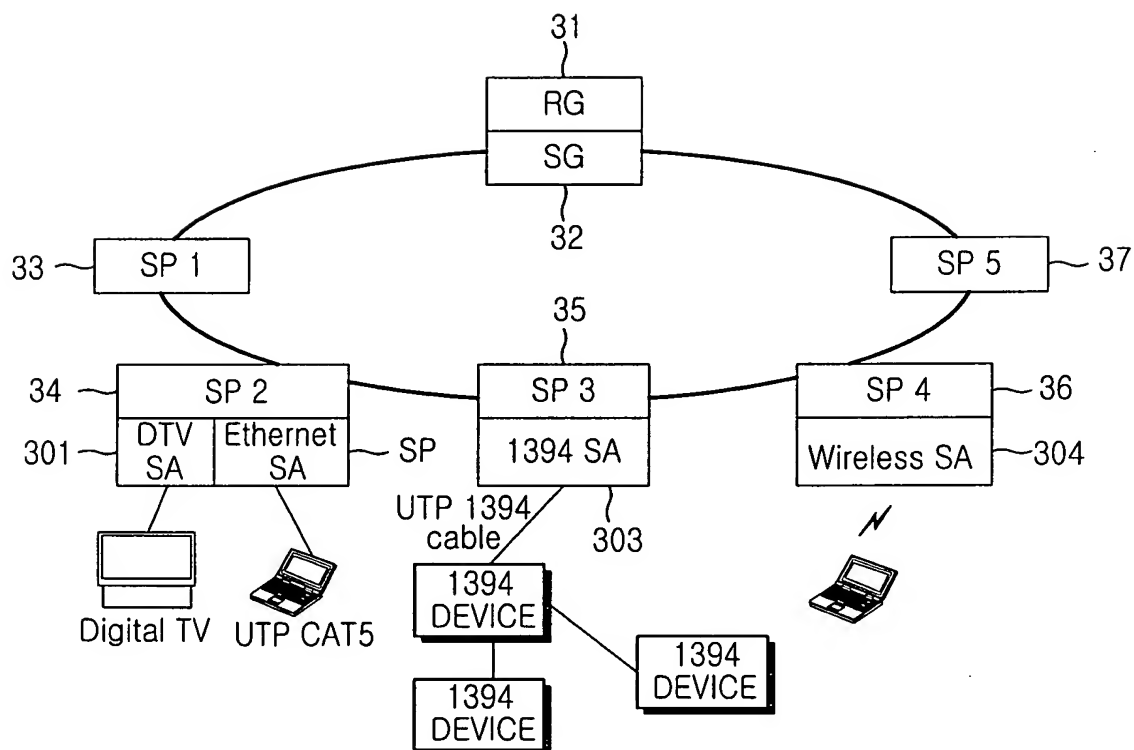 31
RG
SG
32
33
SP 1
SP 5
37
35
34
SP 2
SP 3
SP 4
36
301
DTV
SA
Ethernet
SA
SP
1394 SA
Wireless SA
304
UTP 1394
cable
303
1394
DEVICE
Digital TV
UTP CAT5
1394
DEVICE
1394
DEVICE